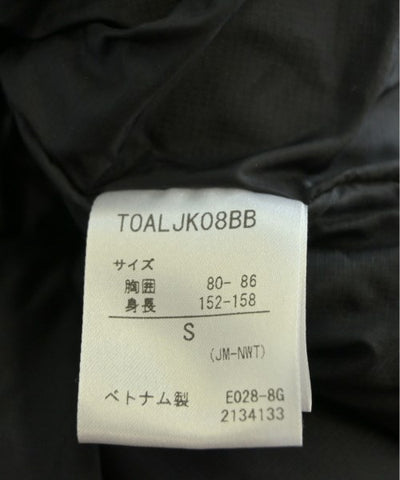 TOALJK08BB
サイズ
胸囲 80- 86
身長 152-158
S
(JM-NWT)
ベトナム製 E028-8G
2134133